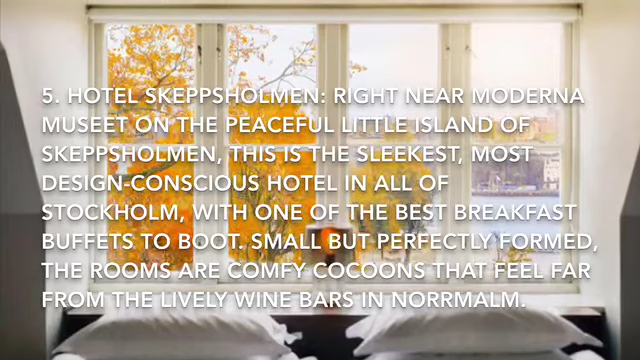 5. HOTEL SKEPPSHOLMEN: RIGHT NEAR MODERNA
MUSEET ON THE PEACEFUL LITTLE ISLAND OF
SKEPPSHOLMEN, THIS IS THE SLEEKEST, MOST
DESIGN-CONSCIOUS HOTEL IN ALL OF
STOCKHOLM, WITH ONE OF THE BEST BREAKFAST
BUFFETS TO BOOT. SMALL BUT PERFECTLY FORMED,
THE ROOMS ARE COMFY COCOONS THAT FEEL FAR
FROM THE LIVELY WINE BARS IN NORRMALM.